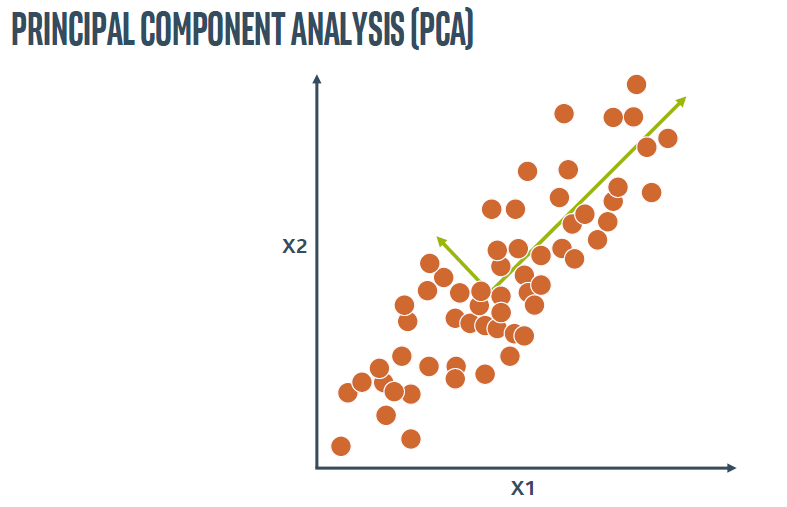 PRINCIPAL COMPONENT ANALYSIS (PCA)
X2
X1